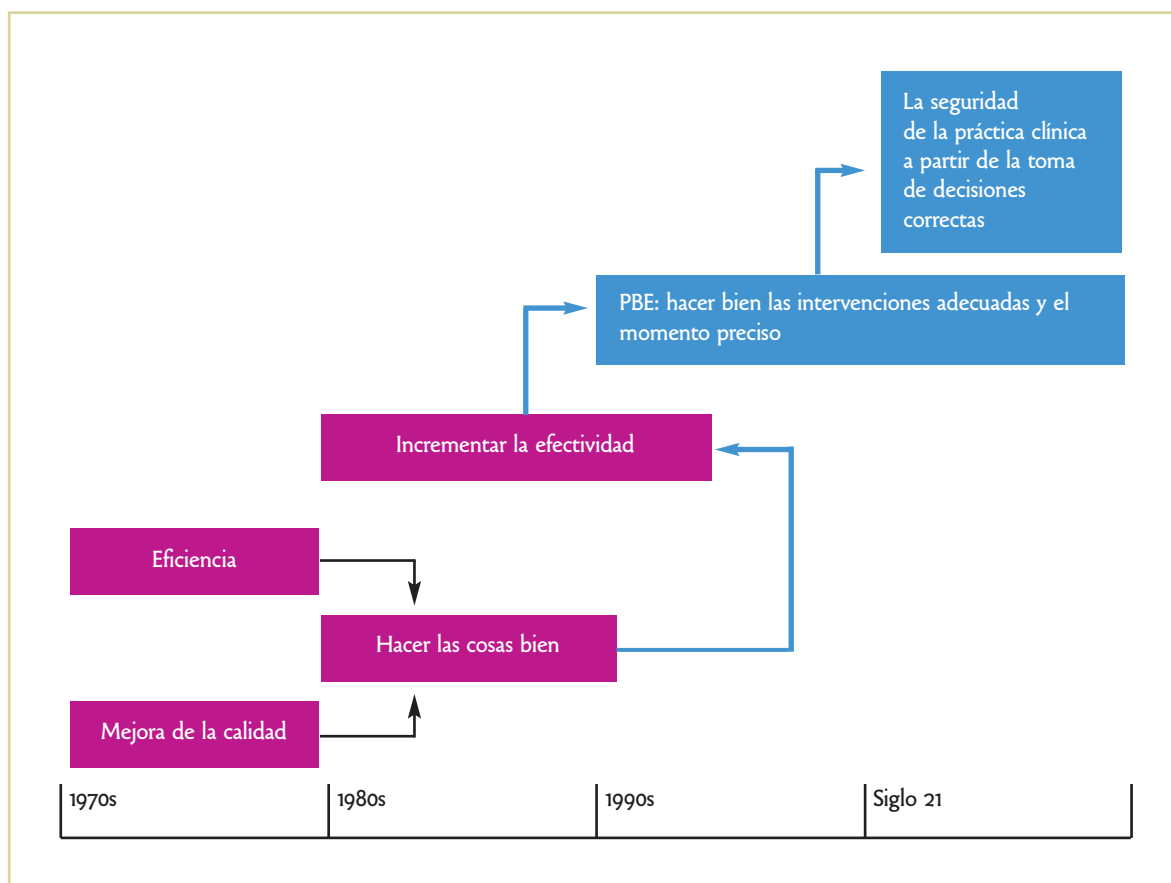 La seguridad
de la práctica clínica
a partir de la toma
de decisiones
correctas
PBE: hacer bien las intervenciones adecuadas y el
momento preciso
Incrementar la efectividad
Eficiencia
Hacer las cosas bien
Mejora de la calidad
1970s
1980s
1990s
Siglo 21